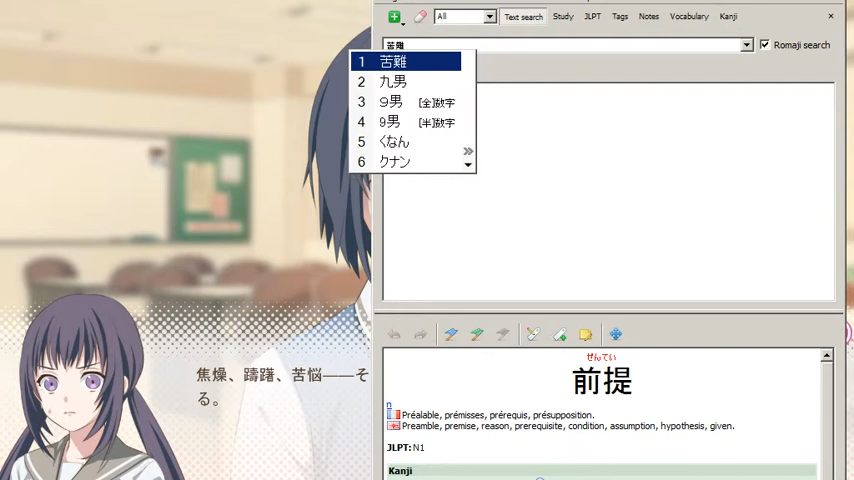 All
Text search
Study
JLPT
Tags
Notes
Vocabulary
Kanji
苦難
Romaji search
1 苦難
2 九男
3 ９男 [全]数字
4 9男 [半]数字
5 くなん
6 クナン
焦燥、躊躇、苦悩――そ
る。
ぜんてい
前提
Préalable, prémisses, prérequis, présupposition.
Preamble, premise, reason, prerequisite, condition, assumption, hypothesis, given.
JLPT: N1
Kanji